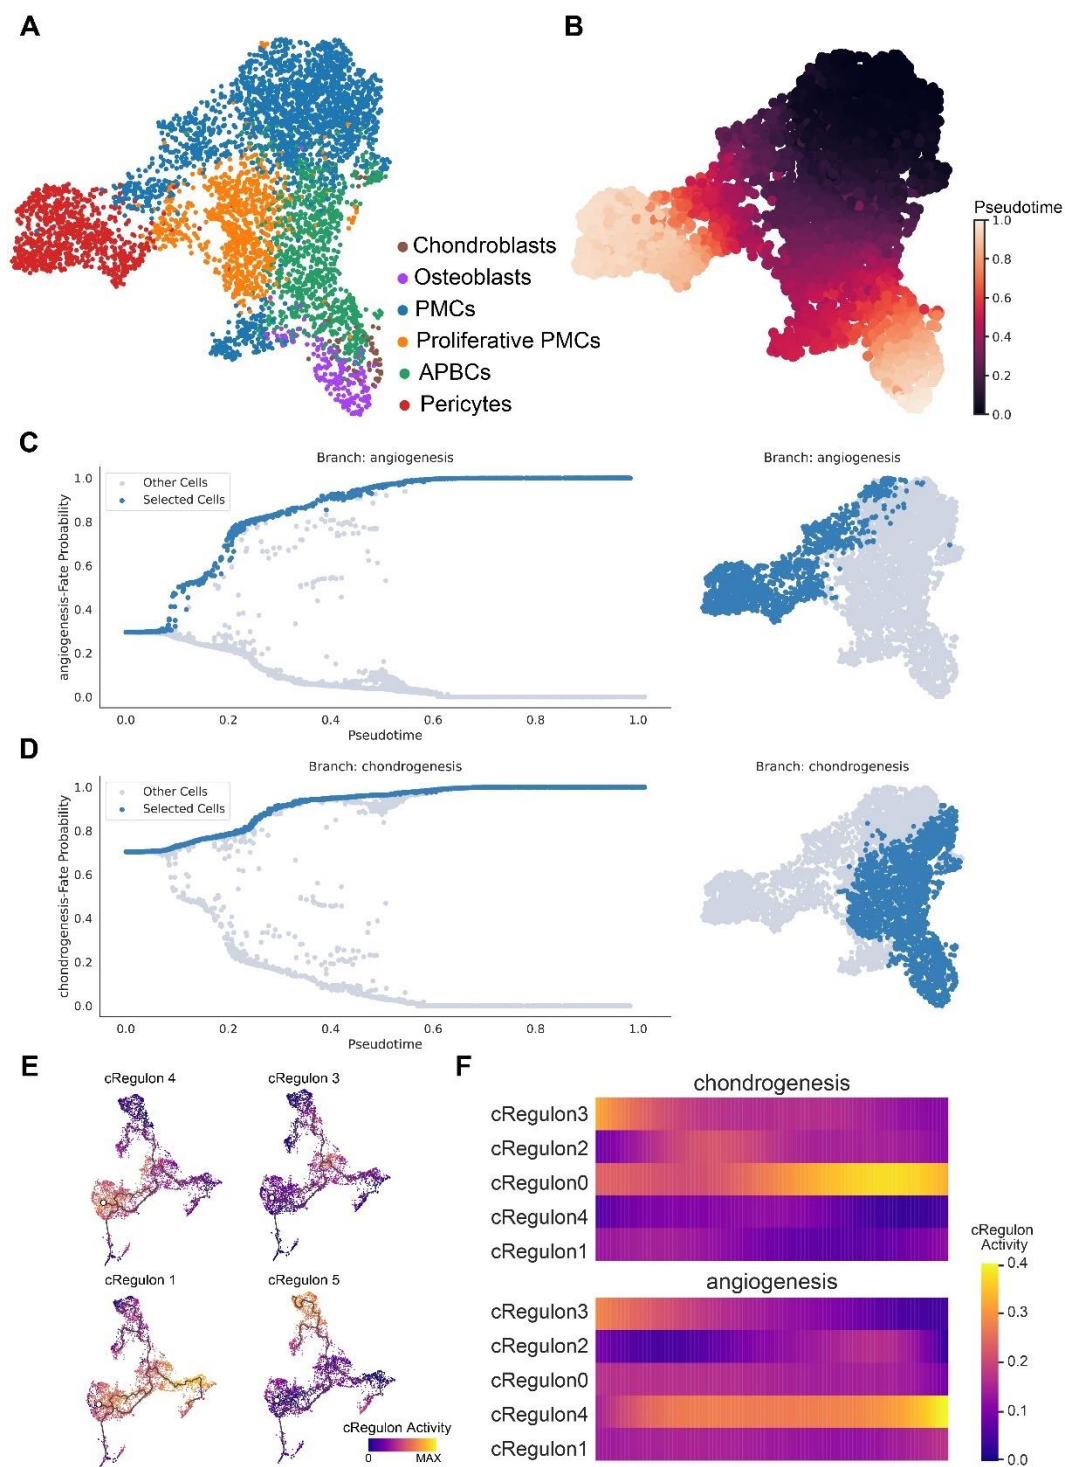 A
B
Chondroblasts
Osteoblasts
PMCs
Proliferative PMCs
APBCs
Pericytes
Pseudotime
1.0
0.8
0.6
0.4
0.2
0.0
C
Branch: angiogenesis
Other Cells
Selected Cells
angiogenesis-Fate Probability
1.0
0.8
0.6
0.4
0.2
0.0
0.0 0.2 0.4 0.6 0.8 1.0
Pseudotime
Branch: angiogenesis
D
Branch: chondrogenesis
Other Cells
Selected Cells
chondrogenesis-Fate Probability
1.0
0.8
0.6
0.4
0.2
0.0
0.0 0.2 0.4 0.6 0.8 1.0
Pseudotime
Branch: chondrogenesis
E
cRegulon 4
cRegulon 3
cRegulon 1
cRegulon 5
cRegulon Activity
0 MAX
F
chondrogenesis
cRegulon3
cRegulon2
cRegulon0
cRegulon4
cRegulon1
angiogenesis
cRegulon3
cRegulon2
cRegulon0
cRegulon4
cRegulon1
cRegulon
Activity
0.4
0.3
0.2
0.1
0.0